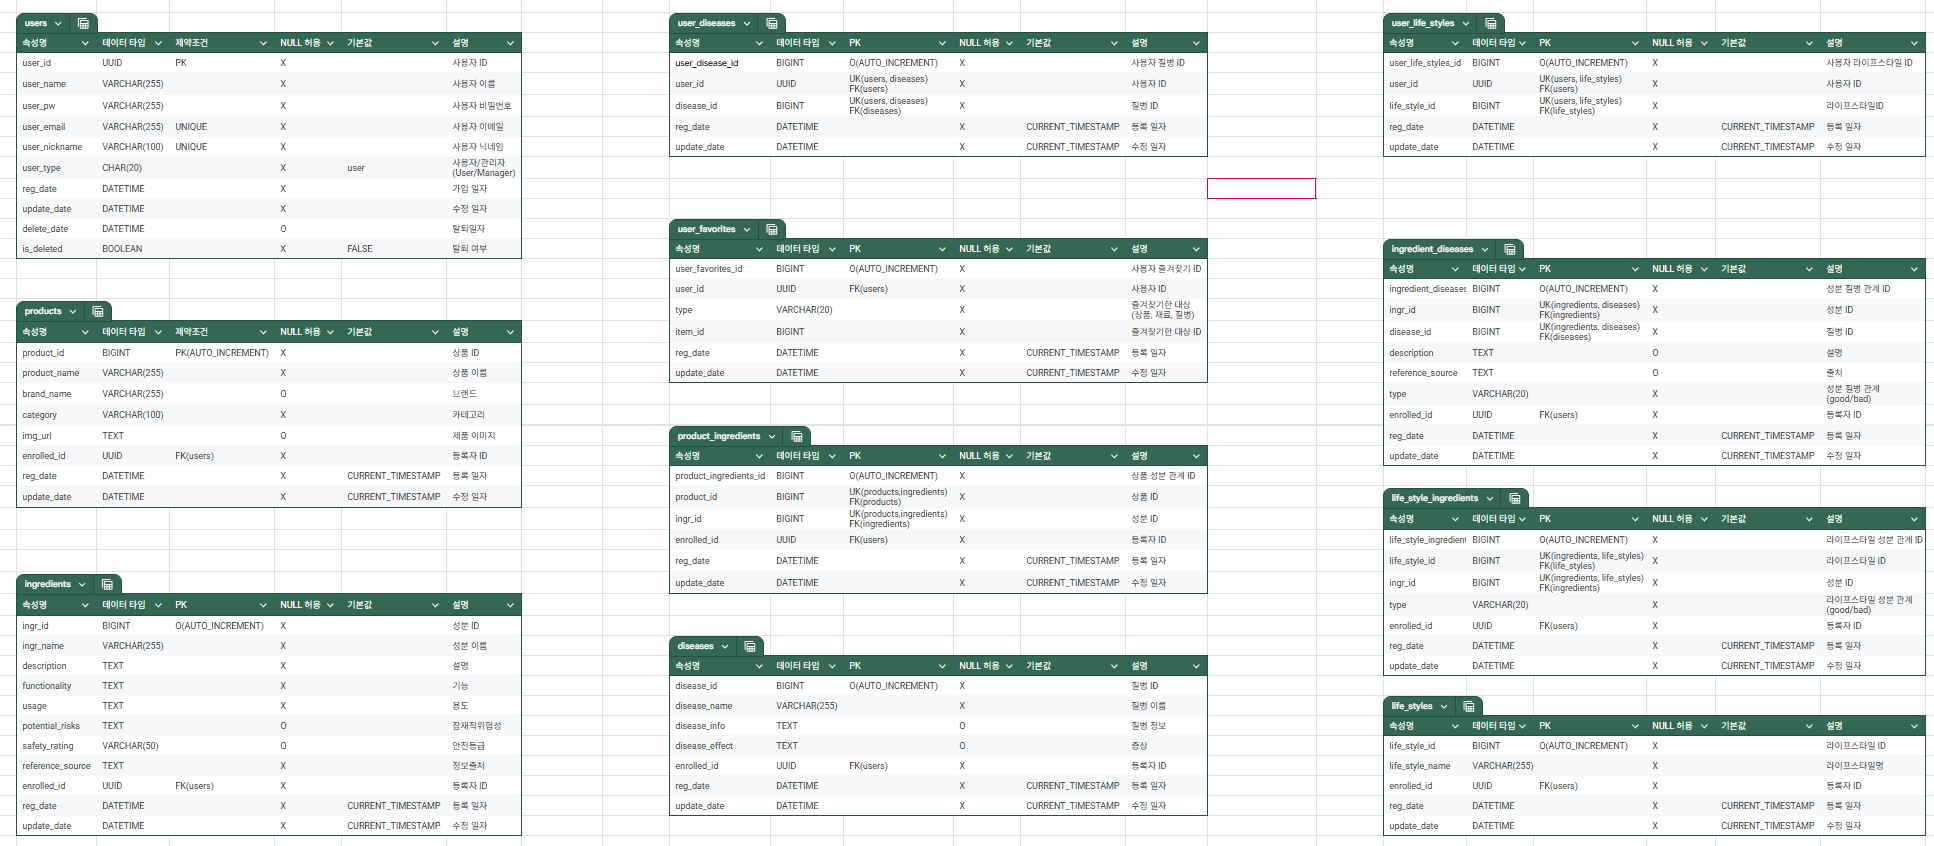 users
속성명 데이터 타입 제약조건 NULL 허용 기본값 설명
user_id UUID PK X 사용자 ID
user_name VARCHAR(255) X 사용자 이름
user_pw VARCHAR(255) X 사용자 비밀번호
user_email VARCHAR(255) UNIQUE X 사용자 이메일
user_nickname VARCHAR(100) UNIQUE X 사용자 닉네임
user_type CHAR(20) X user 사용자/관리자
(User/Manager)
reg_date DATETIME X 가입 일자
update_date DATETIME X 수정 일자
delete_date DATETIME O 탈퇴일자
is_deleted BOOLEAN X FALSE 탈퇴 여부
products
속성명 데이터 타입 제약조건 NULL 허용 기본값 설명
product_id BIGINT PK(AUTO_INCREMENT) X 상품 ID
product_name VARCHAR(255) X 상품 이름
brand_name VARCHAR(255) O 브랜드
category VARCHAR(100) X 카테고리
img_url TEXT O 제품 이미지
enrolled_id UUID FK(users) X 등록자 ID
reg_date DATETIME X CURRENT_TIMESTAMP 등록 일자
update_date DATETIME X CURRENT_TIMESTAMP 수정 일자
ingredients
속성명 데이터 타입 PK NULL 허용 기본값 설명
ingr_id BIGINT O(AUTO_INCREMENT) X 성분 ID
ingr_name VARCHAR(255) X 성분 이름
description TEXT X 설명
functionality TEXT X 기능
usage TEXT X 용도
potential_risks TEXT O 잠재적위험성
safety_rating VARCHAR(50) O 안전등급
reference_source TEXT X 정보출처
enrolled_id UUID FK(users) X 등록자 ID
reg_date DATETIME X CURRENT_TIMESTAMP 등록 일자
update_date DATETIME X CURRENT_TIMESTAMP 수정 일자
user_diseases
속성명 데이터 타입 PK NULL 허용 기본값 설명
user_disease_id BIGINT O(AUTO_INCREMENT) X 사용자 질병 ID
user_id UUID UK(users, diseases) X 사용자 ID
FK(users)
disease_id BIGINT UK(users, diseases) X 질병 ID
FK(diseases)
reg_date DATETIME X CURRENT_TIMESTAMP 등록 일자
update_date DATETIME X CURRENT_TIMESTAMP 수정 일자
user_favorites
속성명 데이터 타입 PK NULL 허용 기본값 설명
user_favorites_id BIGINT O(AUTO_INCREMENT) X 사용자 즐겨찾기 ID
user_id UUID FK(users) X 사용자 ID
type VARCHAR(20) X 즐겨찾기한 대상
(상품, 재료, 질병)
item_id BIGINT X 즐겨찾기한 대상 ID
reg_date DATETIME X CURRENT_TIMESTAMP 등록 일자
update_date DATETIME X CURRENT_TIMESTAMP 수정 일자
product_ingredients
속성명 데이터 타입 PK NULL 허용 기본값 설명
product_ingredients_id BIGINT O(AUTO_INCREMENT) X 상품 성분 관계 ID
product_id BIGINT UK(products,ingredients) X 상품 ID
FK(products)
ingr_id BIGINT UK(products,ingredients) X 성분 ID
FK(ingredients)
enrolled_id UUID FK(users) X 등록자 ID
reg_date DATETIME X CURRENT_TIMESTAMP 등록 일자
update_date DATETIME X CURRENT_TIMESTAMP 수정 일자
diseases
속성명 데이터 타입 PK NULL 허용 기본값 설명
disease_id BIGINT O(AUTO_INCREMENT) X 질병 ID
disease_name VARCHAR(255) X 질병 이름
disease_info TEXT O 질병 정보
disease_effect TEXT O 증상
enrolled_id UUID FK(users) X 등록자 ID
reg_date DATETIME X CURRENT_TIMESTAMP 등록 일자
update_date DATETIME X CURRENT_TIMESTAMP 수정 일자
user_life_styles
속성명 데이터 타입 PK NULL 허용 기본값 설명
user_life_styles_id BIGINT O(AUTO_INCREMENT) X 사용자 라이프스타일 ID
user_id UUID UK(users, life_styles) X 사용자 ID
FK(users)
life_style_id BIGINT UK(users, life_styles) X 라이프스타일ID
FK(life_styles)
reg_date DATETIME X CURRENT_TIMESTAMP 등록 일자
update_date DATETIME X CURRENT_TIMESTAMP 수정 일자
ingredient_diseases
속성명 데이터 타입 PK NULL 허용 기본값 설명
ingredient_diseases BIGINT O(AUTO_INCREMENT) X 성분 질병 관계 ID
ingr_id BIGINT UK(ingredients, diseases) X 성분 ID
FK(ingredients)
disease_id BIGINT UK(ingredients, diseases) X 질병 ID
FK(diseases)
description TEXT O 설명
reference_source TEXT O 출처
type VARCHAR(20) X 성분 질병 관계
(good/bad)
enrolled_id UUID FK(users) X 등록자 ID
reg_date DATETIME X CURRENT_TIMESTAMP 등록 일자
update_date DATETIME X CURRENT_TIMESTAMP 수정 일자
life_style_ingredients
속성명 데이터 타입 PK NULL 허용 기본값 설명
life_style_ingredient BIGINT O(AUTO_INCREMENT) X 라이프스타일 성분 관계 ID
life_style_id BIGINT UK(ingredients, life_styles) X 라이프스타일 ID
FK(life_styles)
ingr_id BIGINT UK(ingredients, life_styles) X 성분 ID
FK(ingredients)
type VARCHAR(20) X 라이프스타일 성분 관계
(good/bad)
enrolled_id UUID FK(users) X 등록자 ID
reg_date DATETIME X CURRENT_TIMESTAMP 등록 일자
update_date DATETIME X CURRENT_TIMESTAMP 수정 일자
life_styles
속성명 데이터 타입 PK NULL 허용 기본값 설명
life_style_id BIGINT O(AUTO_INCREMENT) X 라이프스타일 ID
life_style_name VARCHAR(255) X 라이프스타일명
enrolled_id UUID FK(users) X 등록자 ID
reg_date DATETIME X CURRENT_TIMESTAMP 등록 일자
update_date DATETIME X CURRENT_TIMESTAMP 수정 일자